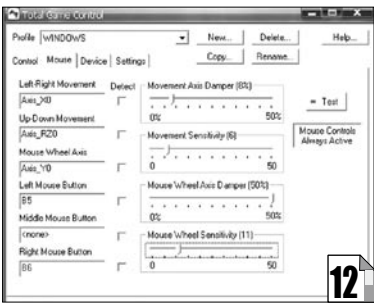 Total Game Control
Profile WINDOWS New... Delete... Help...
Copy... Rename...
Control Mouse Device Settings
Left-Right Movement Detect Movement Axis Damper (8%)
Axis_X0
0% 50%
= Test
Up-Down Movement
Axis_RZ0
Movement Sensitivity (6)
0 50
Mouse Controls
Always Active
Mouse Wheel Axis
Axis_Y0
Left Mouse Button
B5
Mouse Wheel Axis Damper (50%)
0% 50%
Middle Mouse Button
<none>
Right Mouse Button
B6
Mouse Wheel Sensitivity (11)
0 50
12